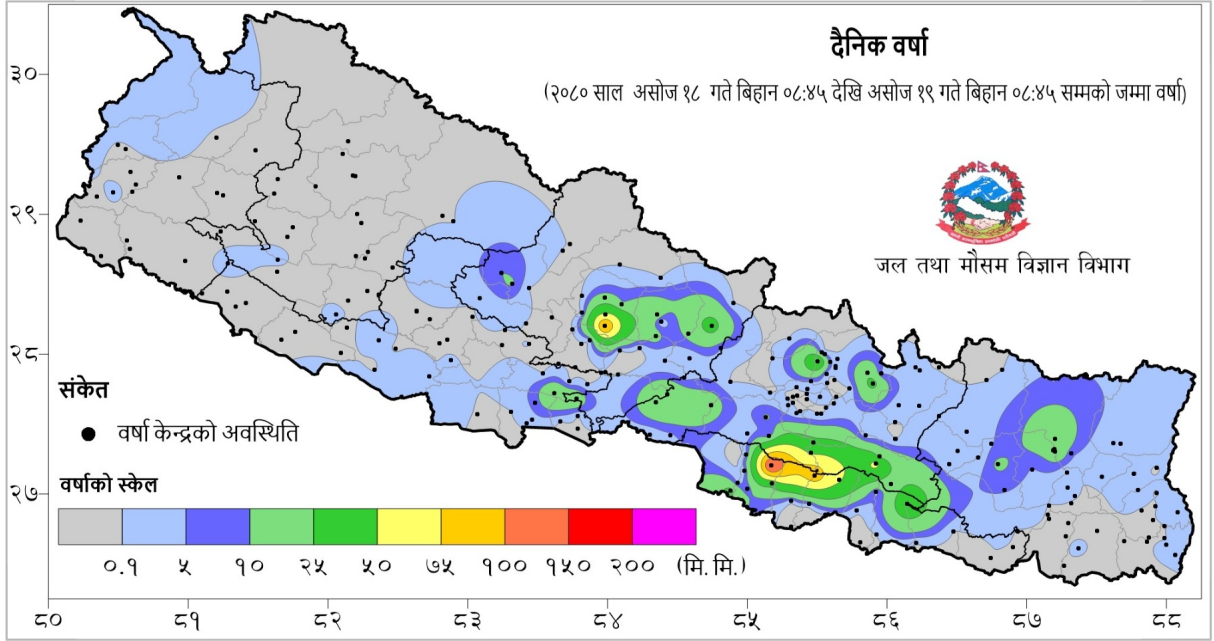 दैनिक वर्षा
(२०८० साल असोज १८ गते बिहान ०८:४५ देखि असोज १९ गते बिहान ०८:४५ सम्मको जम्मा वर्षा)
जल तथा मौसम विज्ञान विभाग
३०
२९
२८
२७
संकेत
वर्षा केन्द्रको अवस्थिति
वर्षाको स्केल
०.१ ५ १० २५ ५० ७५ १०० १५० २०० (मि. मि.)
८० ८१ ८२ ८३ ८४ ८५ ८६ ८७ ८८